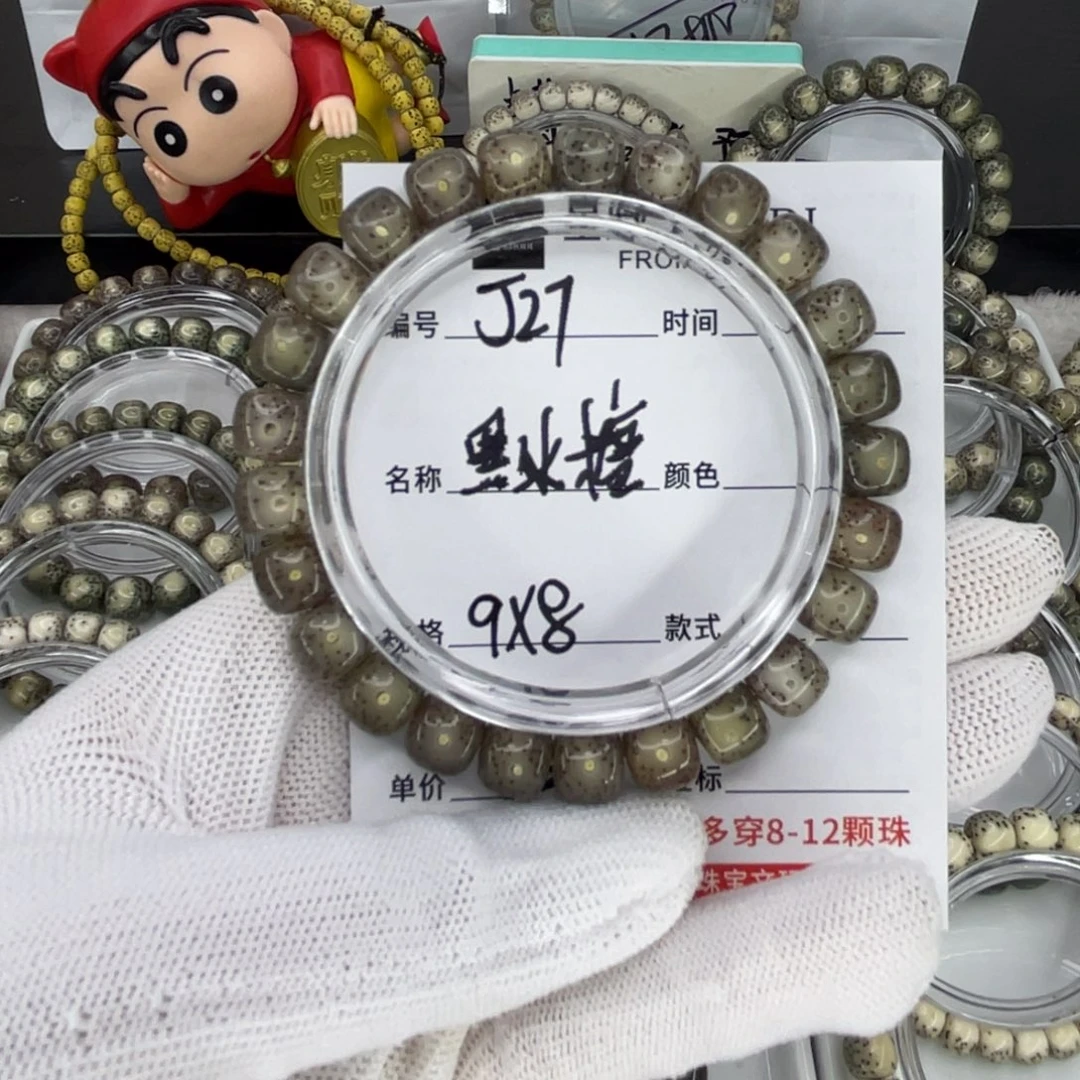 FRO
编号 J27 时间
名称 黑水檀 颜色
格 9X8 款式
单价 标
多穿8-12颗珠